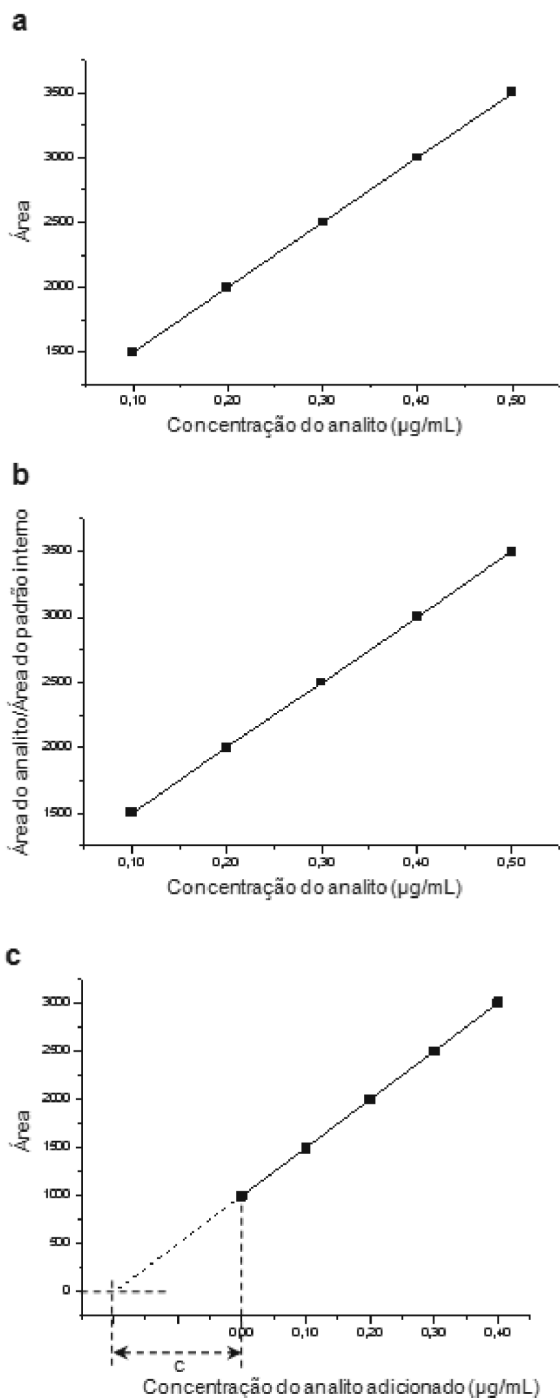 a
Área
3500
3000
2500
2000
1500
0,10 0,20 0,30 0,40 0,50
Concentração do analito (µg/mL)
b
Área do analito/Área do padrão interno
3500
3000
2500
2000
1500
0,10 0,20 0,30 0,40 0,50
Concentração do analito (µg/mL)
c
Área
3000
2500
2000
1500
1000
500
0
0,00 0,10 0,20 0,30 0,40
c
Concentração do analito adicionado (µg/mL)